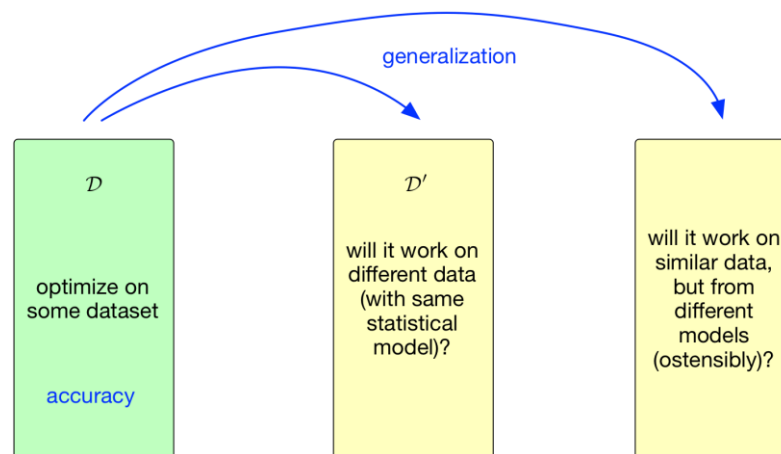 generalization
𝒟
optimize on
some dataset
accuracy
𝒟′
will it work on
different data
(with same
statistical
model)?
will it work on
similar data,
but from
different
models
(ostensibly)?